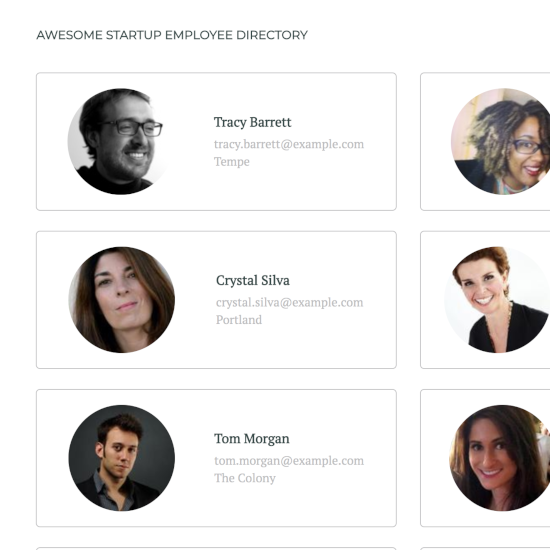 AWESOME STARTUP EMPLOYEE DIRECTORY
Tracy Barrett
tracy.barrett@example.com
Tempe
Crystal Silva
crystal.silva@example.com
Portland
Tom Morgan
tom.morgan@example.com
The Colony